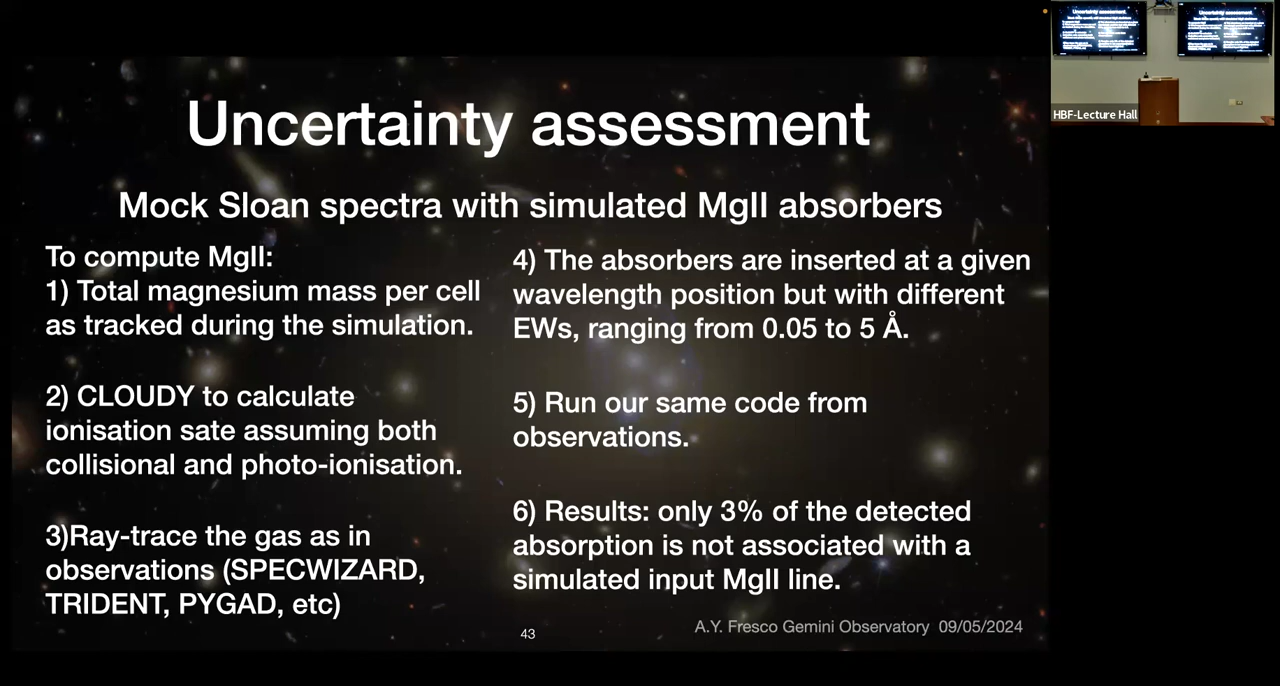 Uncertainty assessment
Mock Sloan spectra with simulated MgII absorbers
To compute MgII:
1) Total magnesium mass per cell
as tracked during the simulation.
2) CLOUDY to calculate
ionisation sate assuming both
collisional and photo-ionisation.
3)Ray-trace the gas as in
observations (SPECWIZARD,
TRIDENT, PYGAD, etc)
4) The absorbers are inserted at a given
wavelength position but with different
EWs, ranging from 0.05 to 5 Å.
5) Run our same code from
observations.
6) Results: only 3% of the detected
absorption is not associated with a
simulated input MgII line.
43
A.Y. Fresco Gemini Observatory 09/05/2024
Uncertainty assessment
Uncertainty assessment
HBF-Lecture Hall